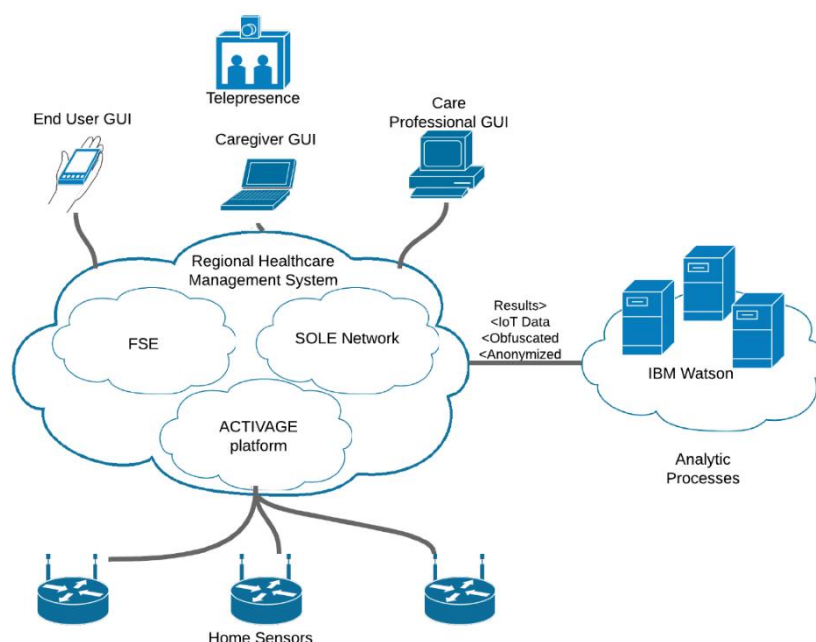 Telepresence
End User GUI
Caregiver GUI
Care
Professional GUI
Regional Healthcare
Management System
FSE
SOLE Network
ACTIVAGE
platform
Results>
<IoT Data
<Obfuscated
<Anonymized
IBM Watson
Analytic
Processes
Home Sensors